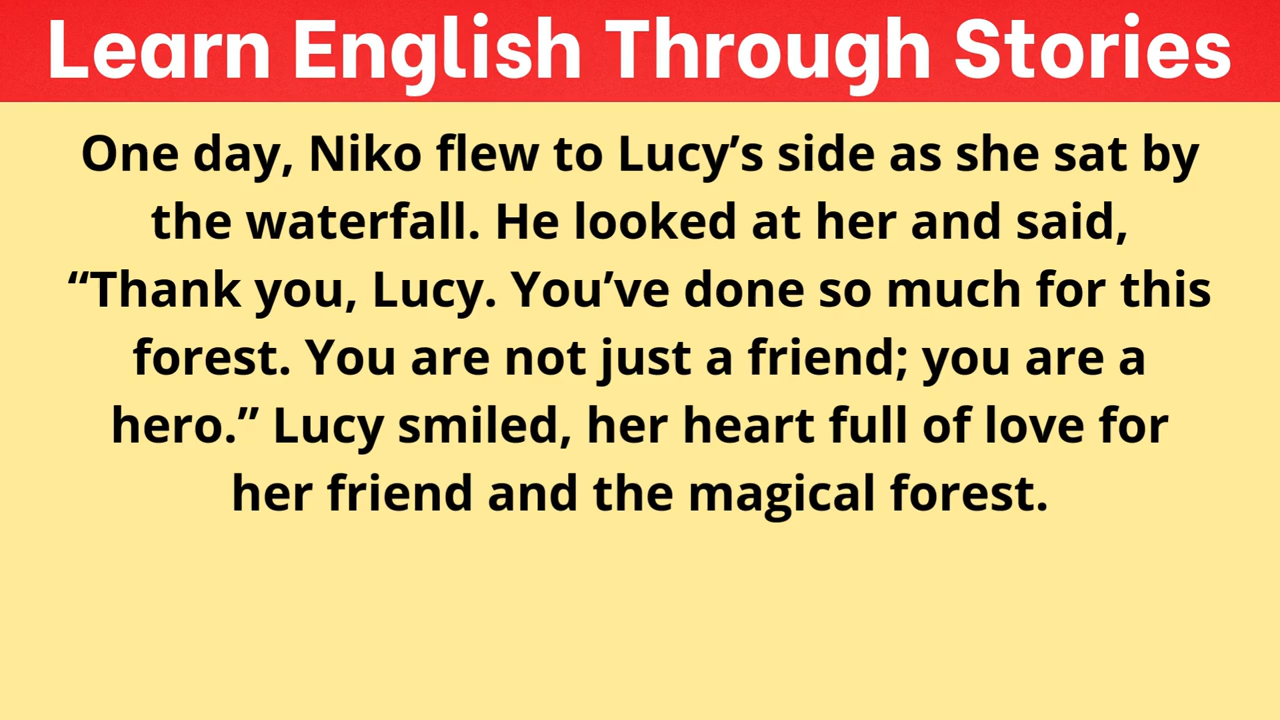 Learn English Through Stories
One day, Niko flew to Lucy’s side as she sat by
the waterfall. He looked at her and said,
“Thank you, Lucy. You’ve done so much for this
forest. You are not just a friend; you are a
hero.” Lucy smiled, her heart full of love for
her friend and the magical forest.